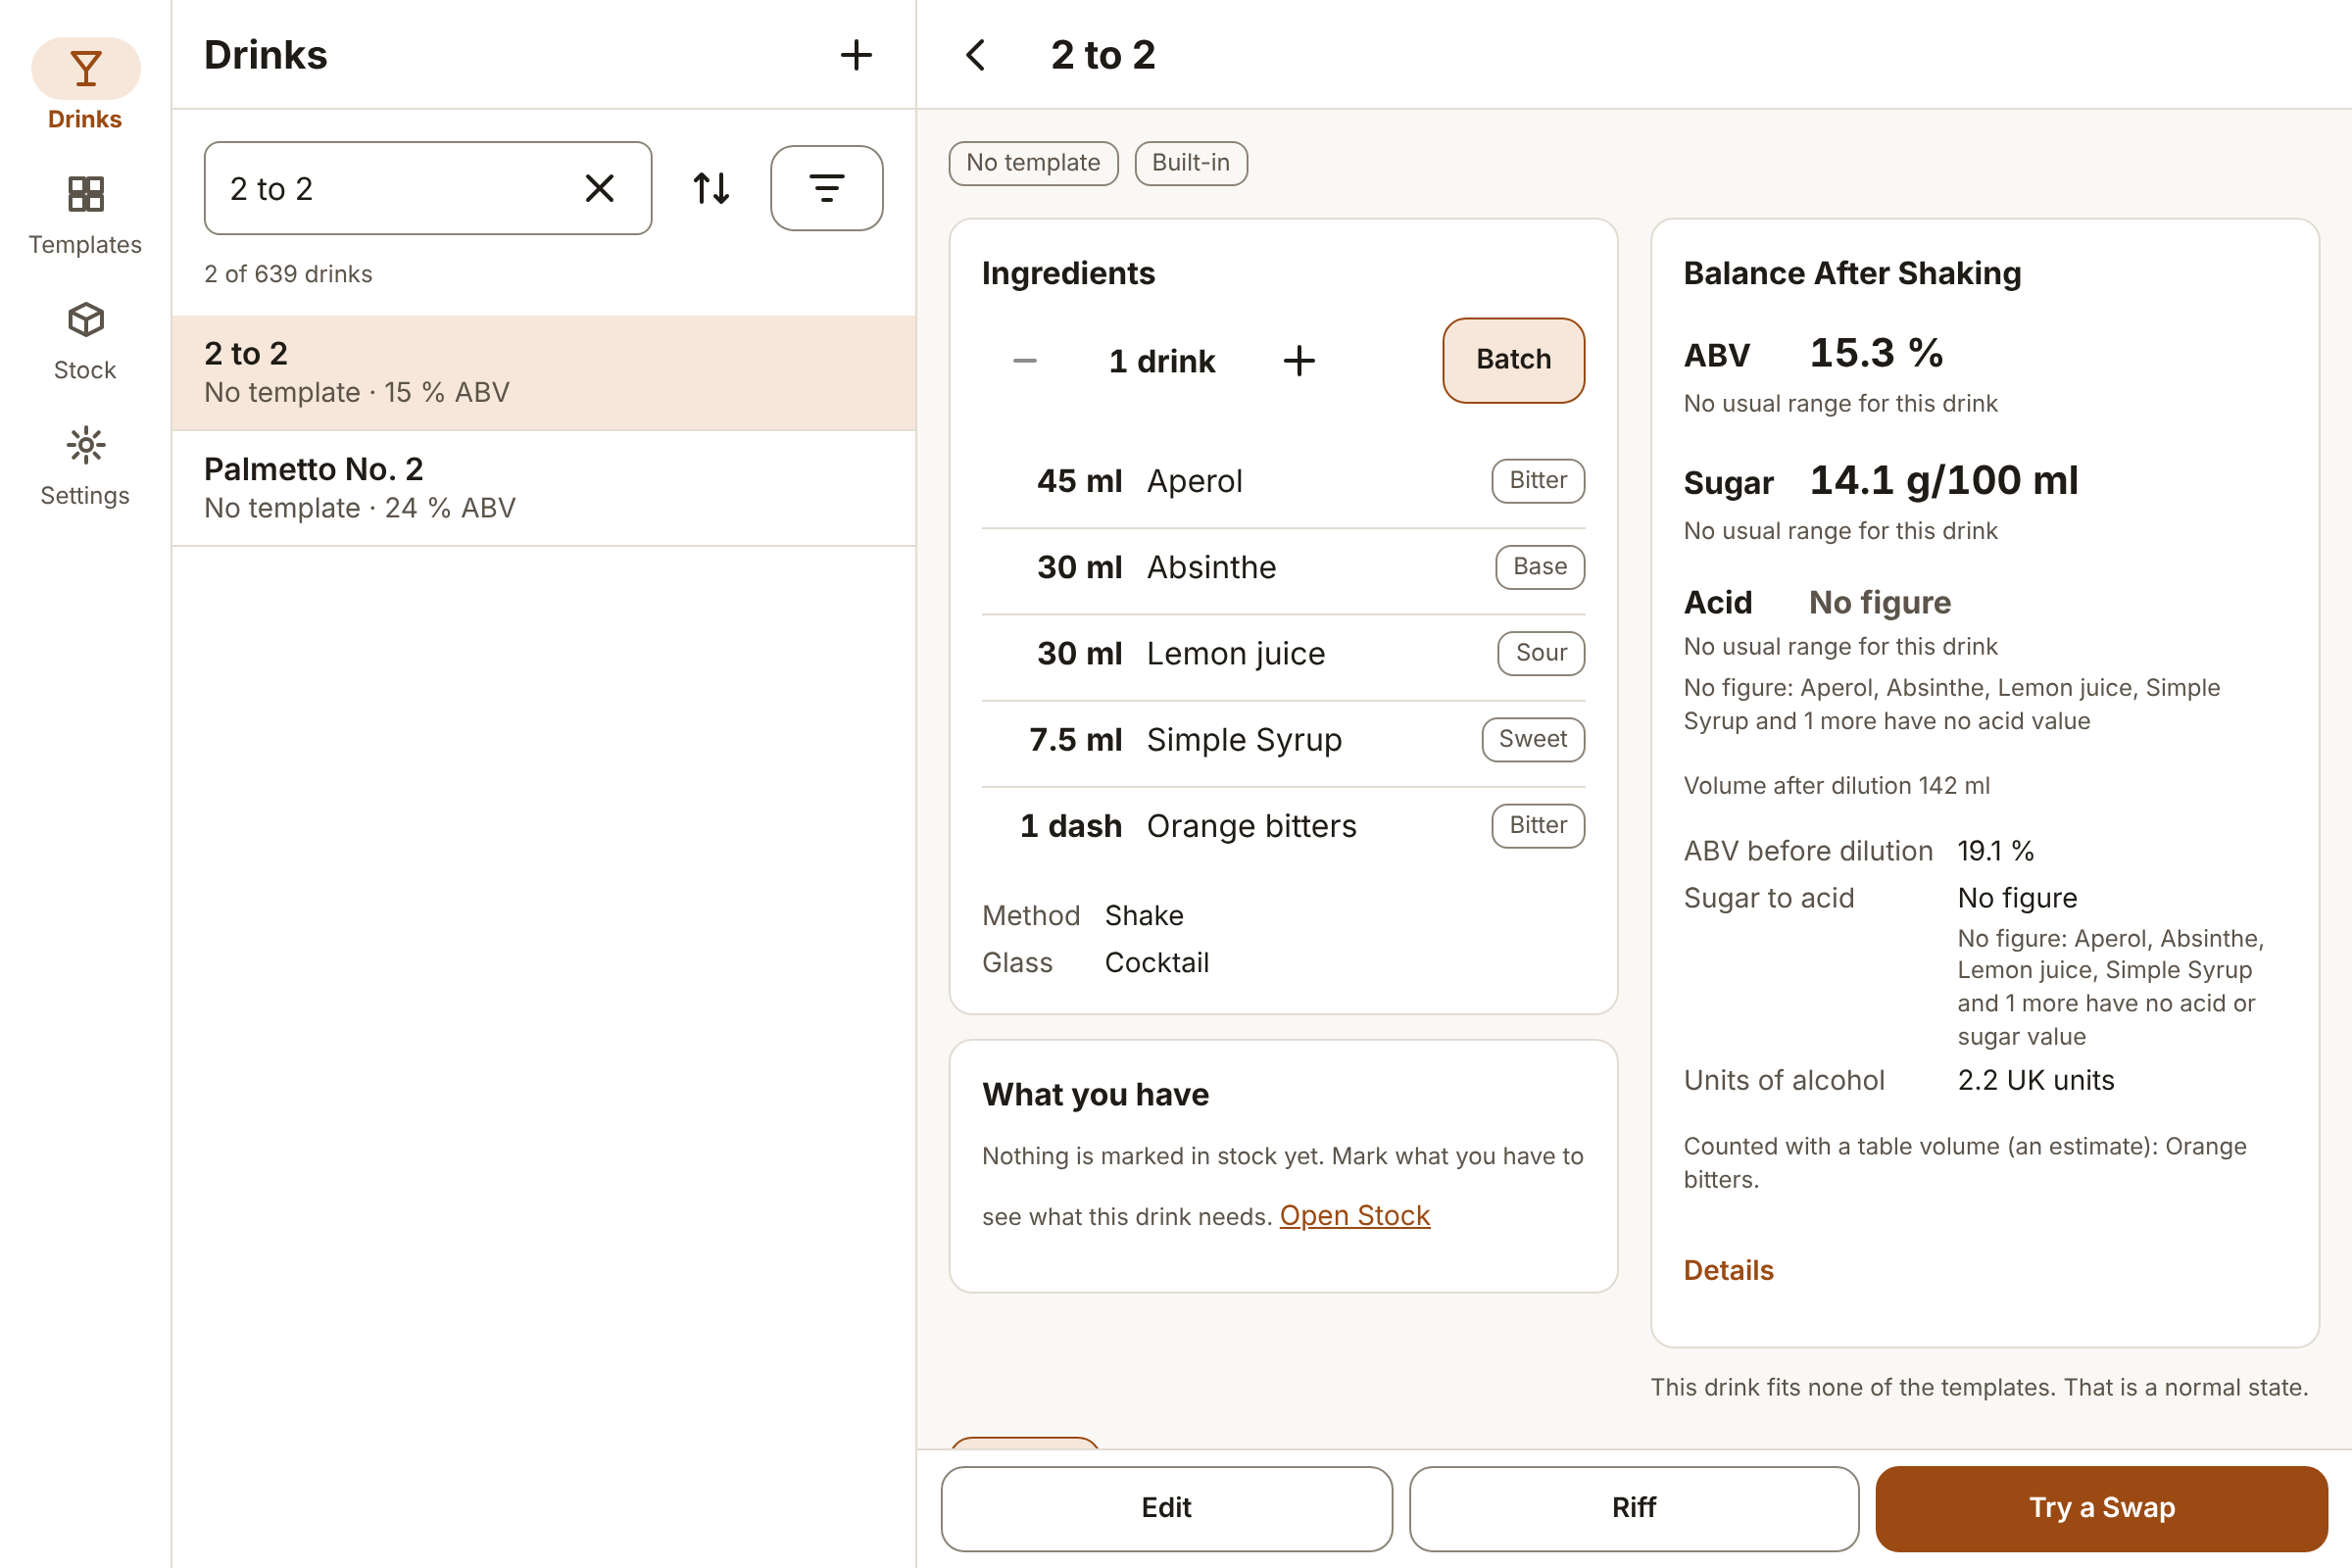 Drinks
Templates
Stock
Settings
Drinks
2 to 2
2 of 639 drinks
2 to 2
No template · 15 % ABV
Palmetto No. 2
No template · 24 % ABV
2 to 2
No template
Built-in
Ingredients
1 drink
Batch
45 ml Aperol Bitter
30 ml Absinthe Base
30 ml Lemon juice Sour
7.5 ml Simple Syrup Sweet
1 dash Orange bitters Bitter
Method Shake
Glass Cocktail
What you have
Nothing is marked in stock yet. Mark what you have to
see what this drink needs. Open Stock
Balance After Shaking
ABV 15.3 %
No usual range for this drink
Sugar 14.1 g/100 ml
No usual range for this drink
Acid No figure
No usual range for this drink
No figure: Aperol, Absinthe, Lemon juice, Simple
Syrup and 1 more have no acid value
Volume after dilution 142 ml
ABV before dilution 19.1 %
Sugar to acid No figure
No figure: Aperol, Absinthe,
Lemon juice, Simple Syrup
and 1 more have no acid or
sugar value
Units of alcohol 2.2 UK units
Counted with a table volume (an estimate): Orange
bitters.
Details
This drink fits none of the templates. That is a normal state.
Edit
Riff
Try a Swap